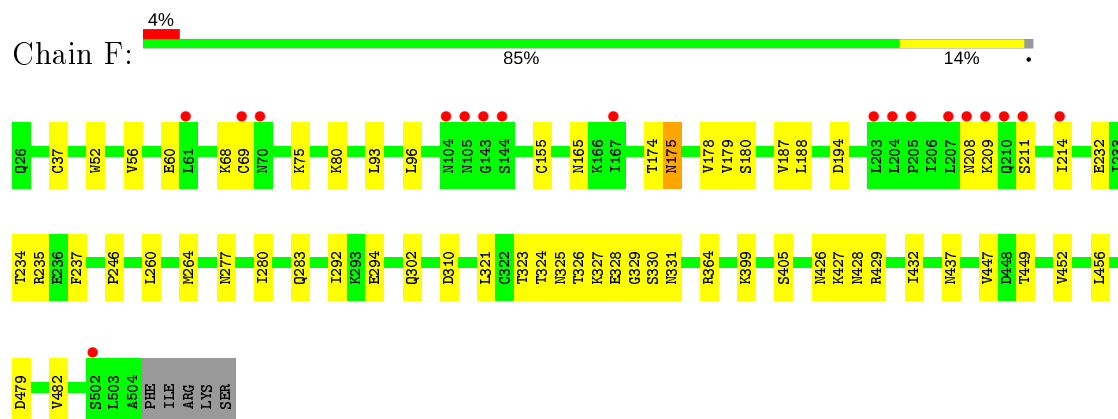 4%
Chain F:
85%
14%
•
Q26 C37 W52 V56 E60 L61 K68 C69 N70 K75 K80 L93 L96 N104 N105 G143 S144 C155 N165 K166 I167 T174 N175 V178 V179 S180 V187 L188 D194 L203 L204 P205 I206 L207 N208 K209 Q210 S211 I214 E232
T234 R235 E236 F237 P246 L260 M264 N277 I280 Q283 I292 K293 E294 Q302 D310 L321 C322 T323 T324 N325 T326 K327 E328 G329 S330 N331 R364 K399 S405 N426 K427 N428 R429 I432 N437 V447 D448 T449 V452 L456
D479 V482 S502 L503 A504 PHE ILE ARG LYS SER